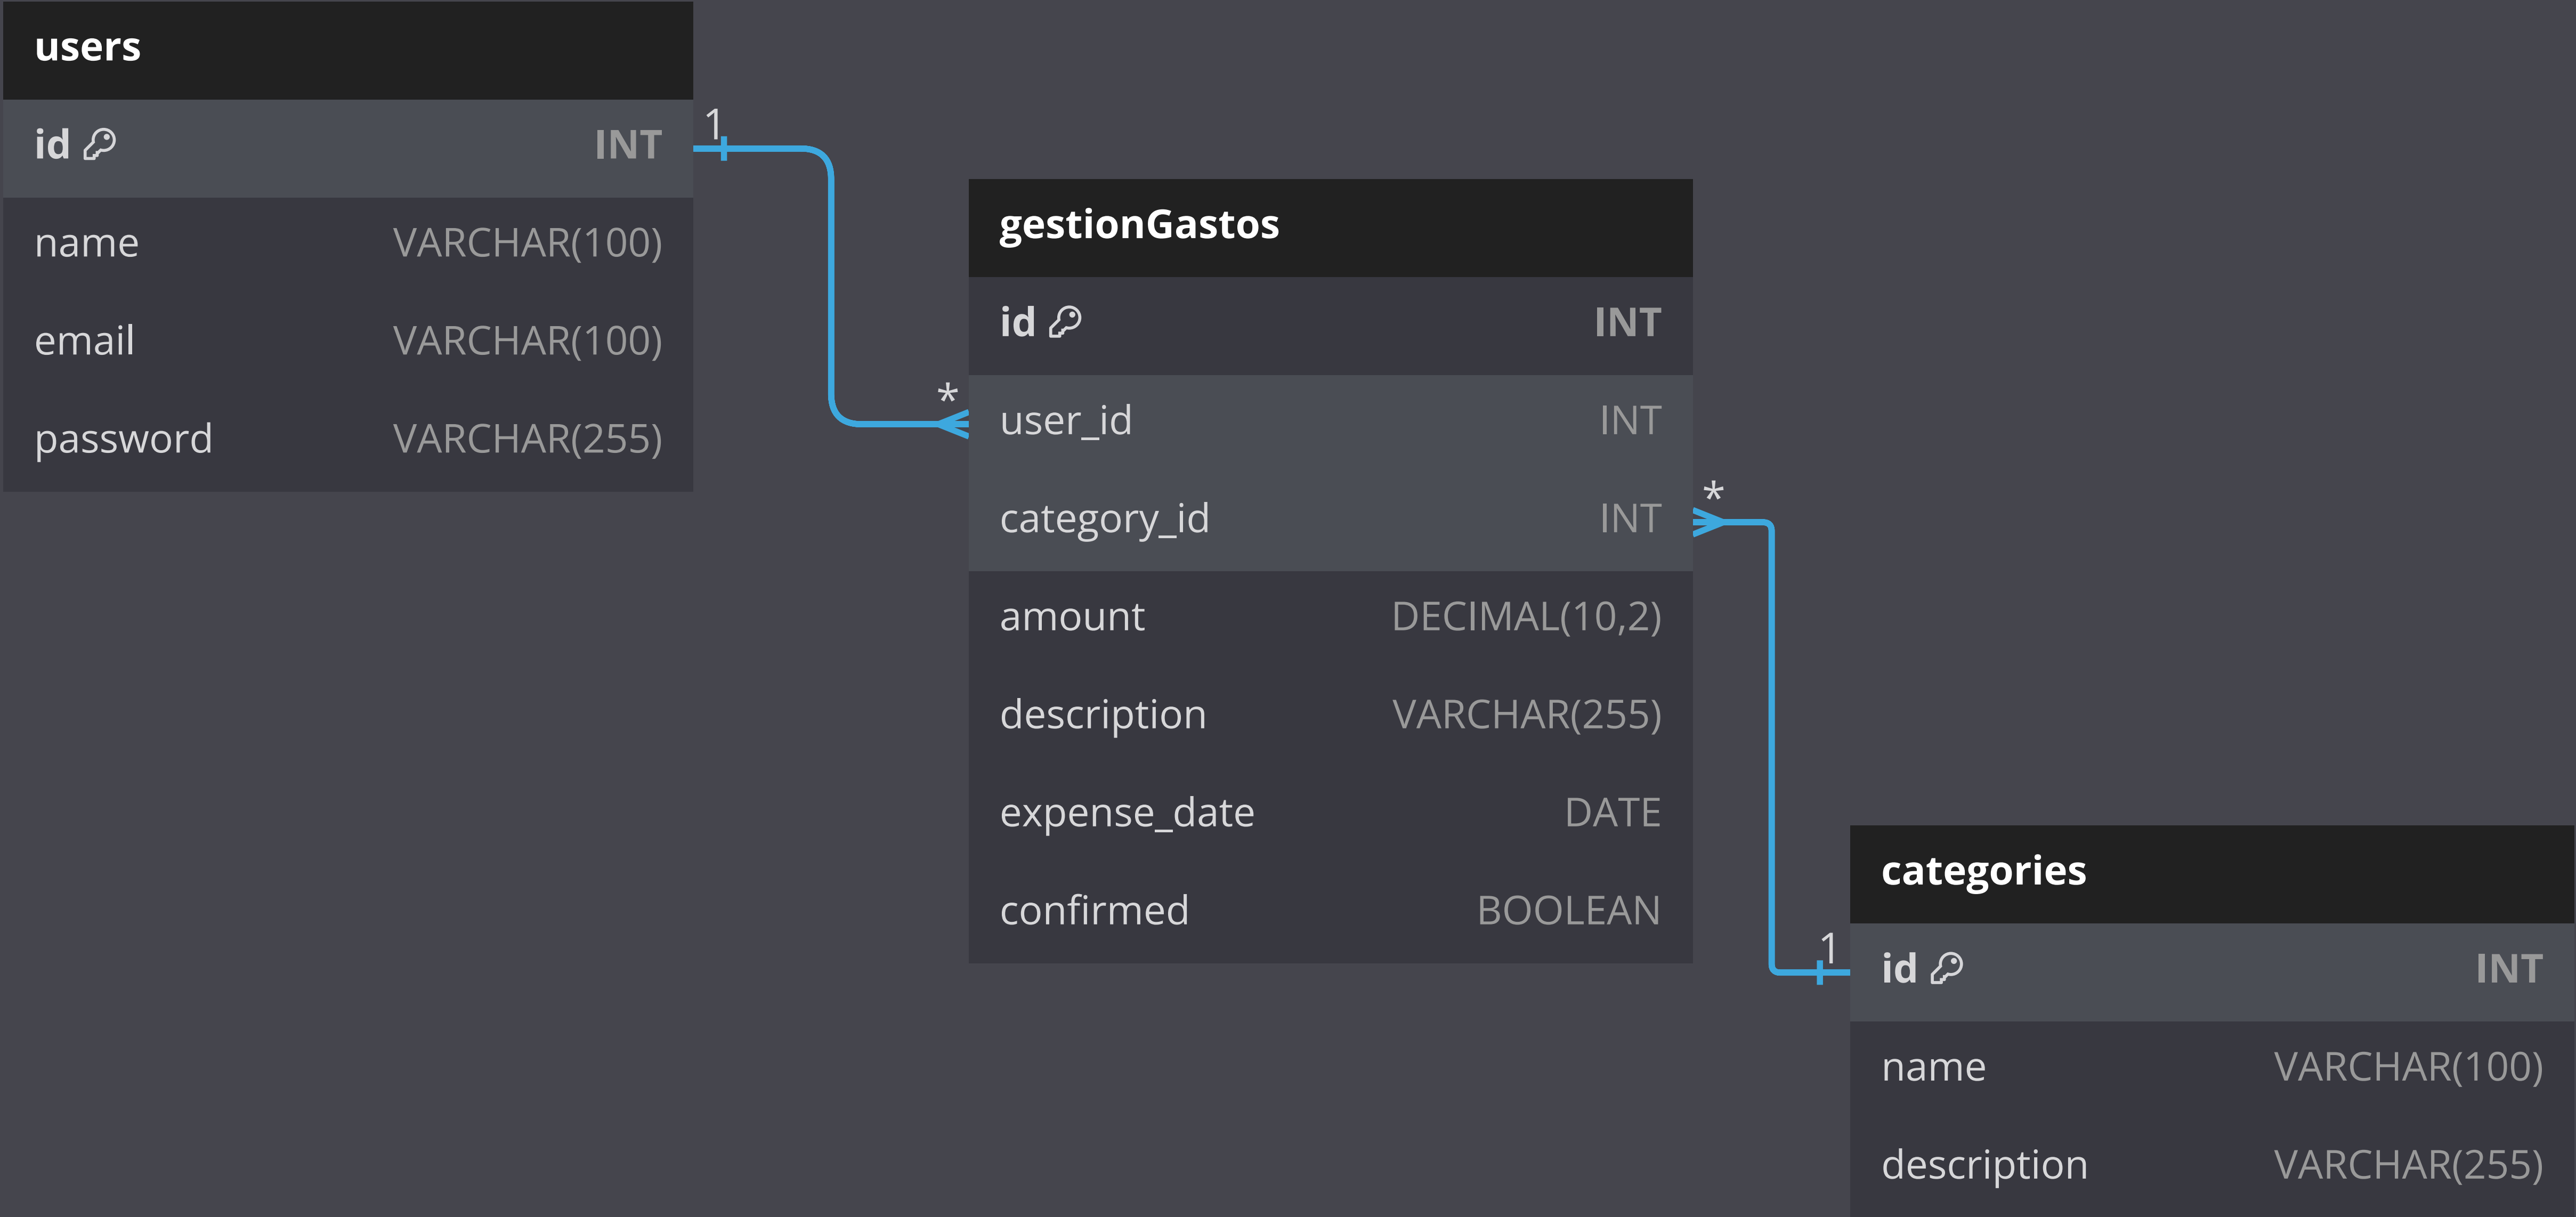 users
id INT
name VARCHAR(100)
email VARCHAR(100)
password VARCHAR(255)
1
*
gestionGastos
id INT
user_id INT
category_id INT
amount DECIMAL(10,2)
description VARCHAR(255)
expense_date DATE
confirmed BOOLEAN
*
1
categories
id INT
name VARCHAR(100)
description VARCHAR(255)